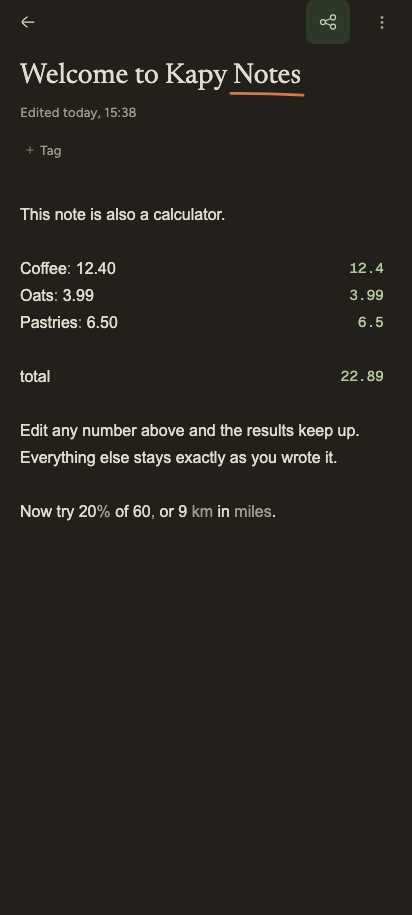 Welcome to Kapy Notes
Edited today, 15:38
+ Tag
This note is also a calculator.
Coffee: 12.40 12.4
Oats: 3.99 3.99
Pastries: 6.50 6.5
total 22.89
Edit any number above and the results keep up.
Everything else stays exactly as you wrote it.
Now try 20% of 60, or 9 km in miles.